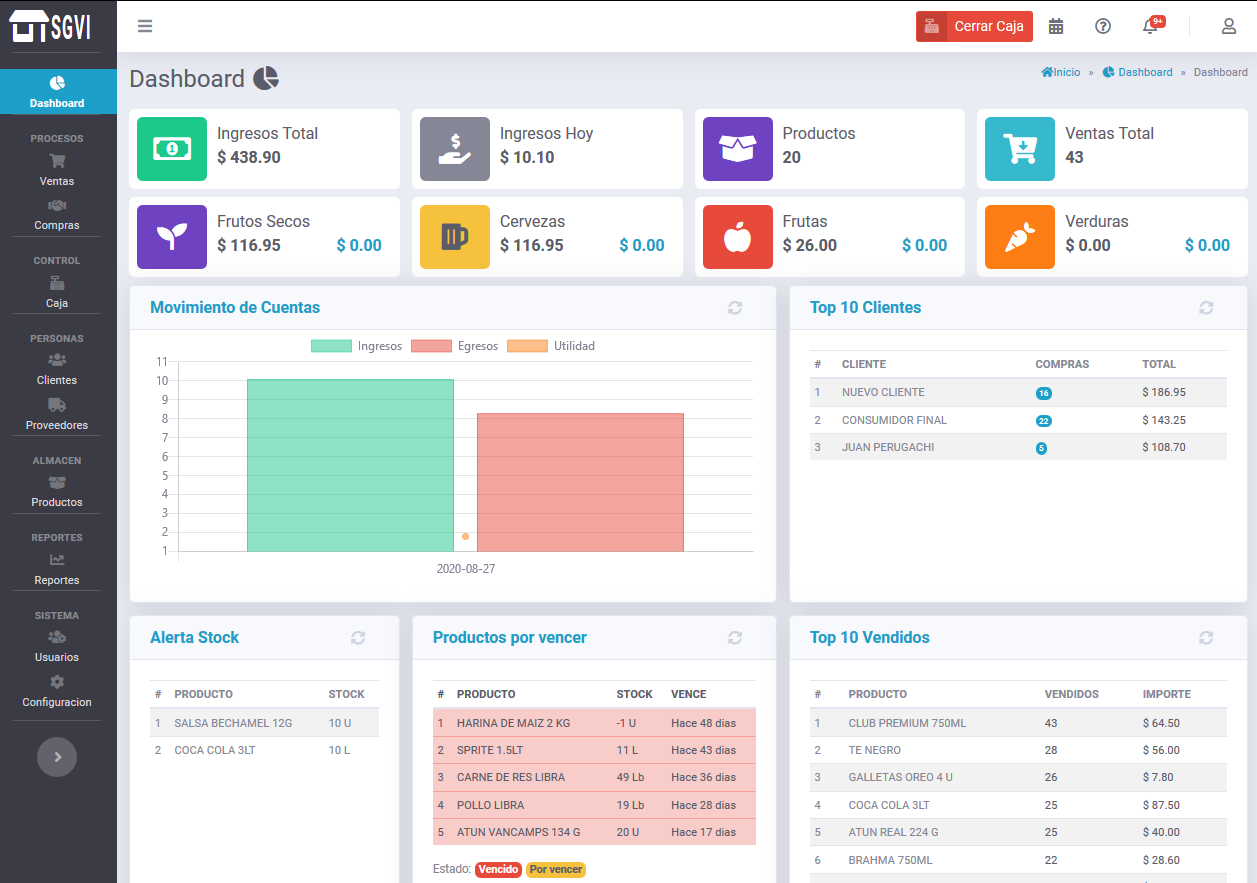 SGVI
Cerrar Caja
9+
Dashboard
PROCESOS
Ventas
Compras
CONTROL
Caja
PERSONAS
Clientes
Proveedores
ALMACEN
Productos
REPORTES
Reportes
SISTEMA
Usuarios
Configuracion
Dashboard
Inicio » Dashboard » Dashboard
Ingresos Total
$ 438.90
Ingresos Hoy
$ 10.10
Productos
20
Ventas Total
43
Frutos Secos
$ 116.95 $ 0.00
Cervezas
$ 116.95 $ 0.00
Frutas
$ 26.00 $ 0.00
Verduras
$ 0.00 $ 0.00
Movimiento de Cuentas
Ingresos Egresos Utilidad
11
10
9
8
7
6
5
4
3
2
1
2020-08-27
Top 10 Clientes
# CLIENTE COMPRAS TOTAL
1 NUEVO CLIENTE 16 $ 186.95
2 CONSUMIDOR FINAL 22 $ 143.25
3 JUAN PERUGACHI 5 $ 108.70
Alerta Stock
# PRODUCTO STOCK
1 SALSA BECHAMEL 12G 10 U
2 COCA COLA 3LT 10 L
Productos por vencer
# PRODUCTO STOCK VENCE
1 HARINA DE MAIZ 2 KG -1 U Hace 48 dias
2 SPRITE 1.5LT 11 L Hace 43 dias
3 CARNE DE RES LIBRA 49 Lb Hace 36 dias
4 POLLO LIBRA 19 Lb Hace 28 dias
5 ATUN VANCAMPS 134 G 20 U Hace 17 dias
Estado: Vencido Por vencer
Top 10 Vendidos
# PRODUCTO VENDIDOS IMPORTE
1 CLUB PREMIUM 750ML 43 $ 64.50
2 TE NEGRO 28 $ 56.00
3 GALLETAS OREO 4 U 26 $ 7.80
4 COCA COLA 3LT 25 $ 87.50
5 ATUN REAL 224 G 25 $ 40.00
6 BRAHMA 750ML 22 $ 28.60